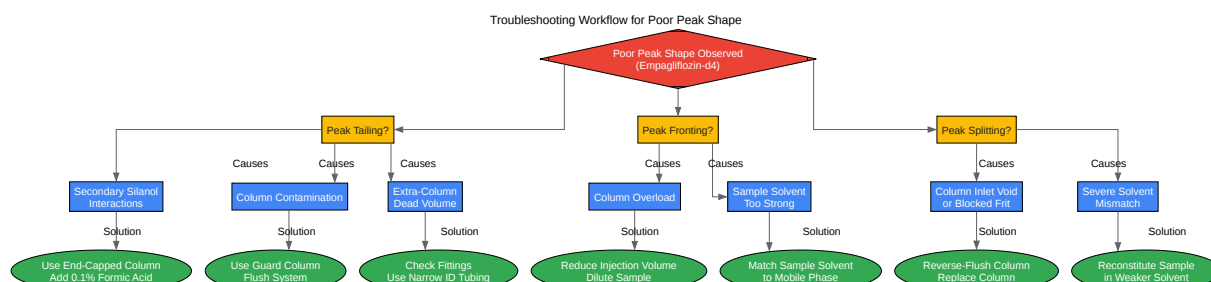 Troubleshooting Workflow for Poor Peak Shape
Poor Peak Shape Observed
(Empagliflozin-d4)
Peak Tailing?
Peak Fronting?
Peak Splitting?
Causes
Causes
Causes
Causes
Causes
Causes
Causes
Secondary Silanol
Interactions
Column Contamination
Extra-Column
Dead Volume
Column Overload
Sample Solvent
Too Strong
Column Inlet Void
or Blocked Frit
Severe Solvent
Mismatch
Solution
Solution
Solution
Solution
Solution
Solution
Solution
Use End-Capped Column
Add 0.1% Formic Acid
Use Guard Column
Flush System
Check Fittings
Use Narrow ID Tubing
Reduce Injection Volume
Dilute Sample
Match Sample Solvent
to Mobile Phase
Reverse-Flush Column
Replace Column
Reconstitute Sample
in Weaker Solvent